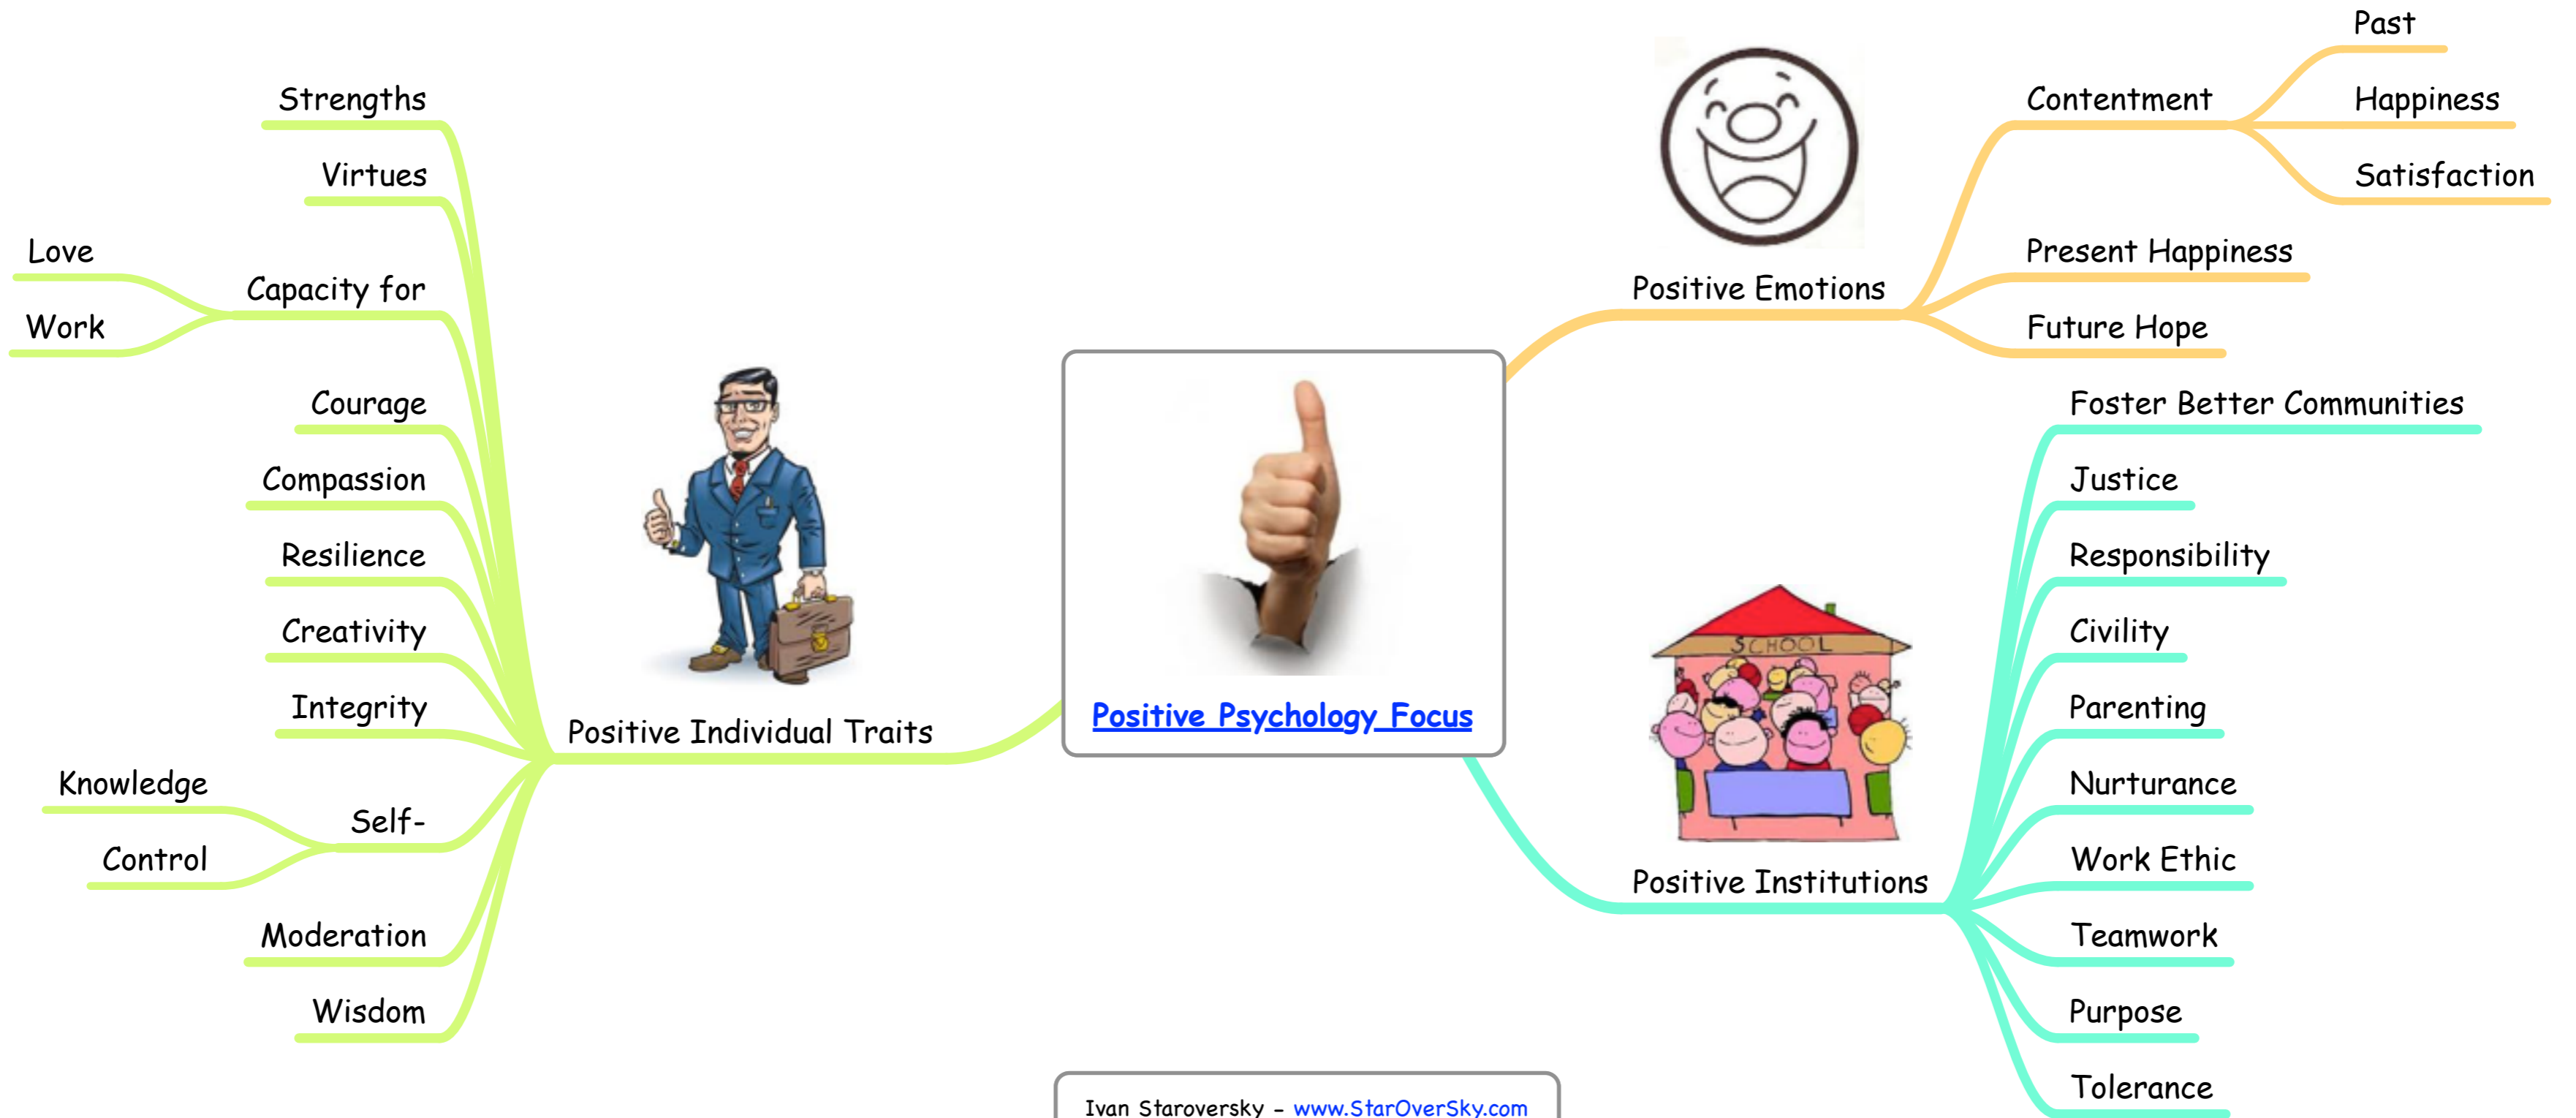 Positive Psychology Focus
Positive Emotions
Contentment
Past
Happiness
Satisfaction
Present Happiness
Future Hope
Positive Institutions
SCHOOL
Foster Better Communities
Justice
Responsibility
Civility
Parenting
Nurturance
Work Ethic
Teamwork
Purpose
Tolerance
Positive Individual Traits
Strengths
Virtues
Capacity for
Love
Work
Courage
Compassion
Resilience
Creativity
Integrity
Self-
Knowledge
Control
Moderation
Wisdom
Ivan Staroversky - www.StarOverSky.com